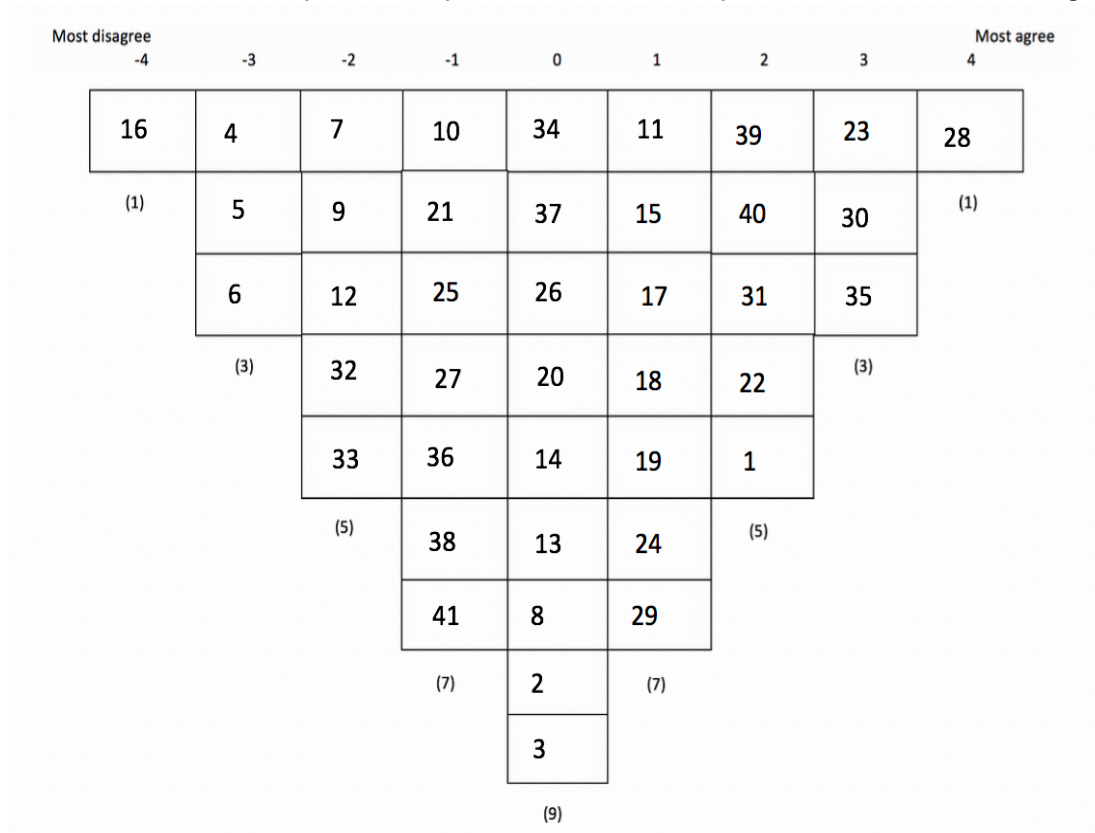 Most disagree Most agree
-4 -3 -2 -1 0 1 2 3 4
16 4 7 10 34 11 39 23 28
(1) 5 9 21 37 15 40 30 (1)
6 12 25 26 17 31 35
(3) 32 27 20 18 22 (3)
33 36 14 19 1
(5) 38 13 24 (5)
41 8 29
(7) 2 (7)
3
(9)